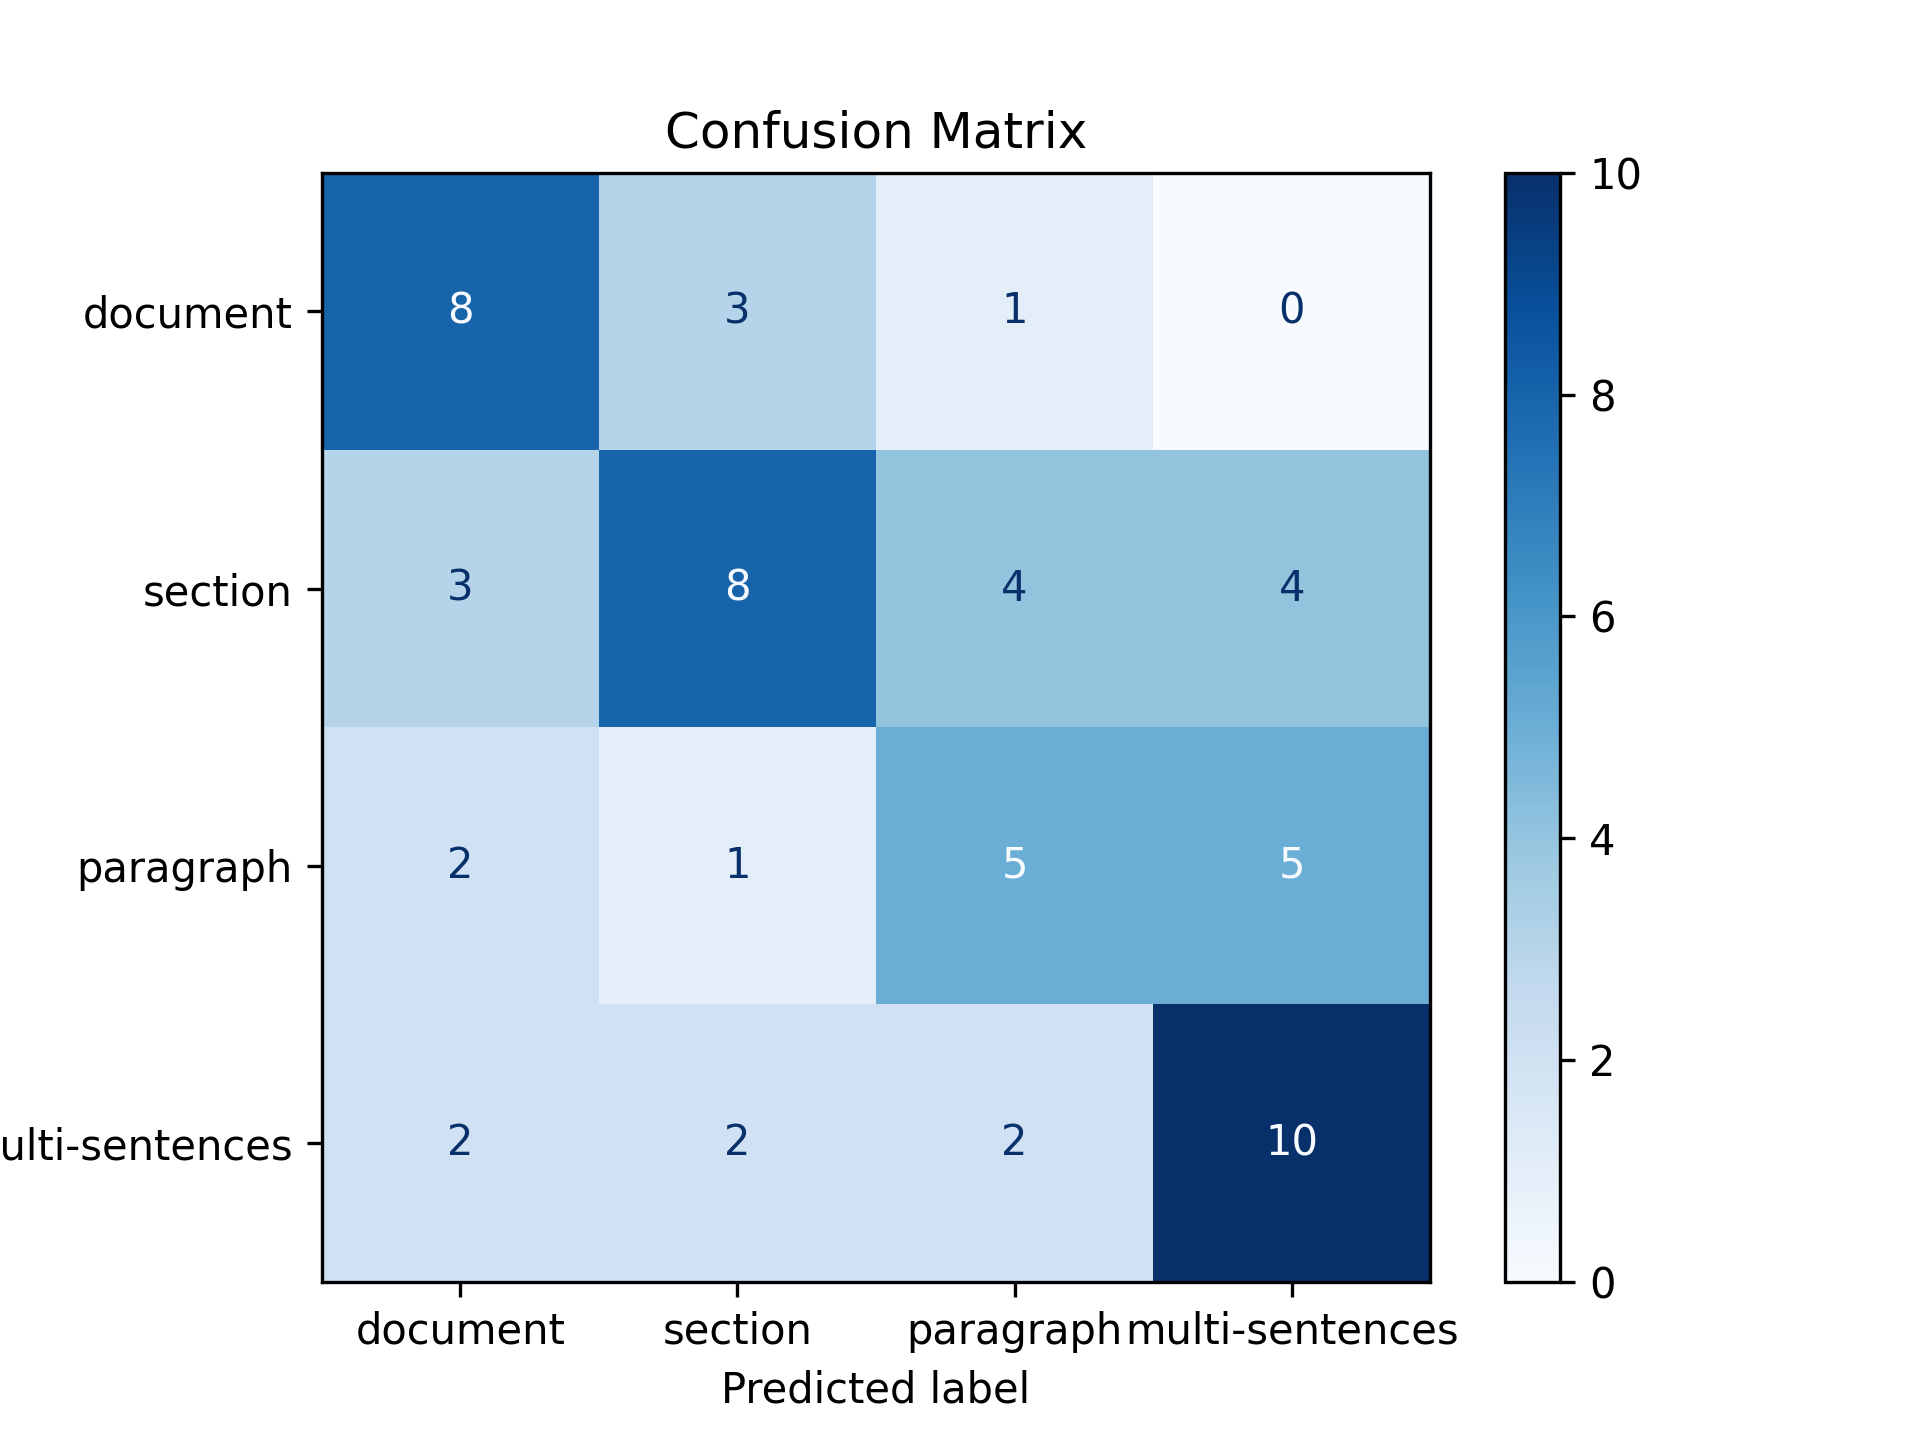 Confusion Matrix
document 8 3 1 0
section 3 8 4 4
paragraph 2 1 5 5
ulti-sentences 2 2 2 10
document section paragraph multi-sentences
Predicted label
10
8
6
4
2
0